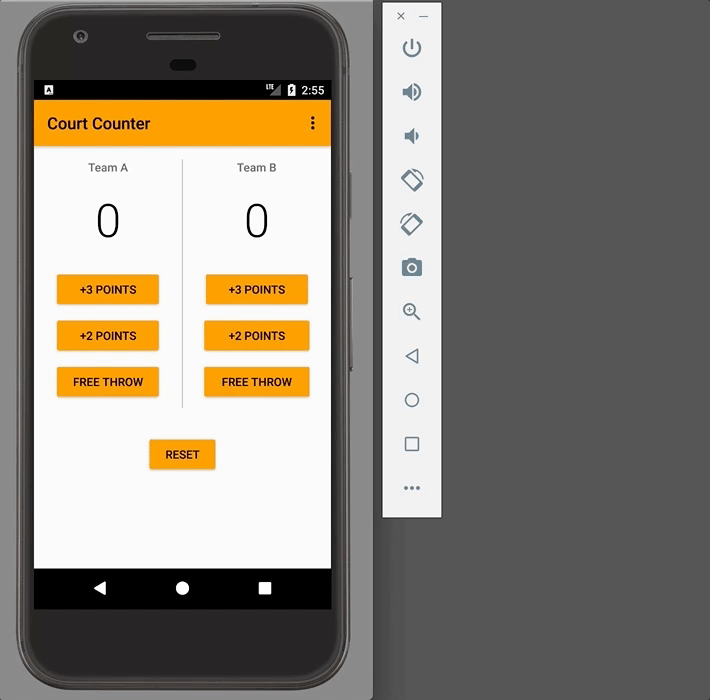 LTE 2:55
Court Counter
Team A Team B
0 0
+3 POINTS +3 POINTS
+2 POINTS +2 POINTS
FREE THROW FREE THROW
RESET